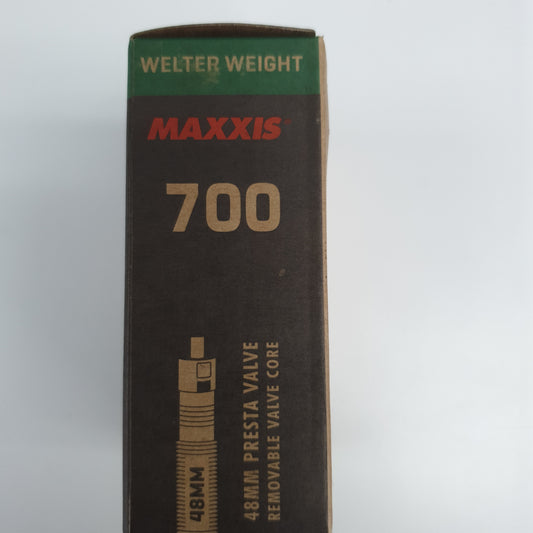 WELTER WEIGHT
MAXXIS
700
48MM PRESTA VALVE
REMOVABLE VALVE CORE
48MM